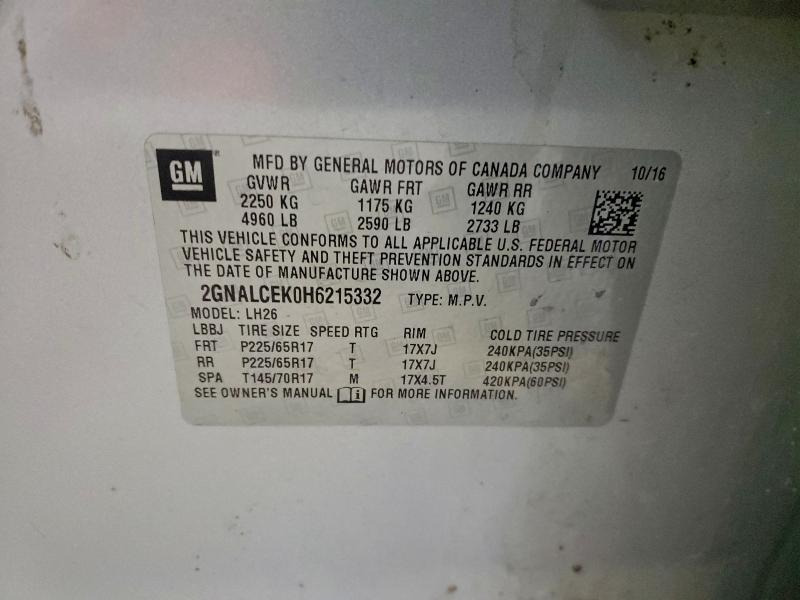 GM MFD BY GENERAL MOTORS OF CANADA COMPANY 10/16
GVWR GAWR FRT GAWR RR
2250 KG 1175 KG 1240 KG
4960 LB 2590 LB 2733 LB
THIS VEHICLE CONFORMS TO ALL APPLICABLE U.S. FEDERAL MOTOR
VEHICLE SAFETY AND THEFT PREVENTION STANDARDS IN EFFECT ON
THE DATE OF MANUFACTURE SHOWN ABOVE.
2GNALCEK0H6215332 TYPE: M.P.V.
MODEL: LH26
LBBJ TIRE SIZE SPEED RTG RIM COLD TIRE PRESSURE
FRT P225/65R17 T 17X7J 240KPA(35PSI)
RR P225/65R17 T 17X7J 240KPA(35PSI)
SPA T145/70R17 M 17X4.5T 420KPA(60PSI)
SEE OWNER'S MANUAL FOR MORE INFORMATION.